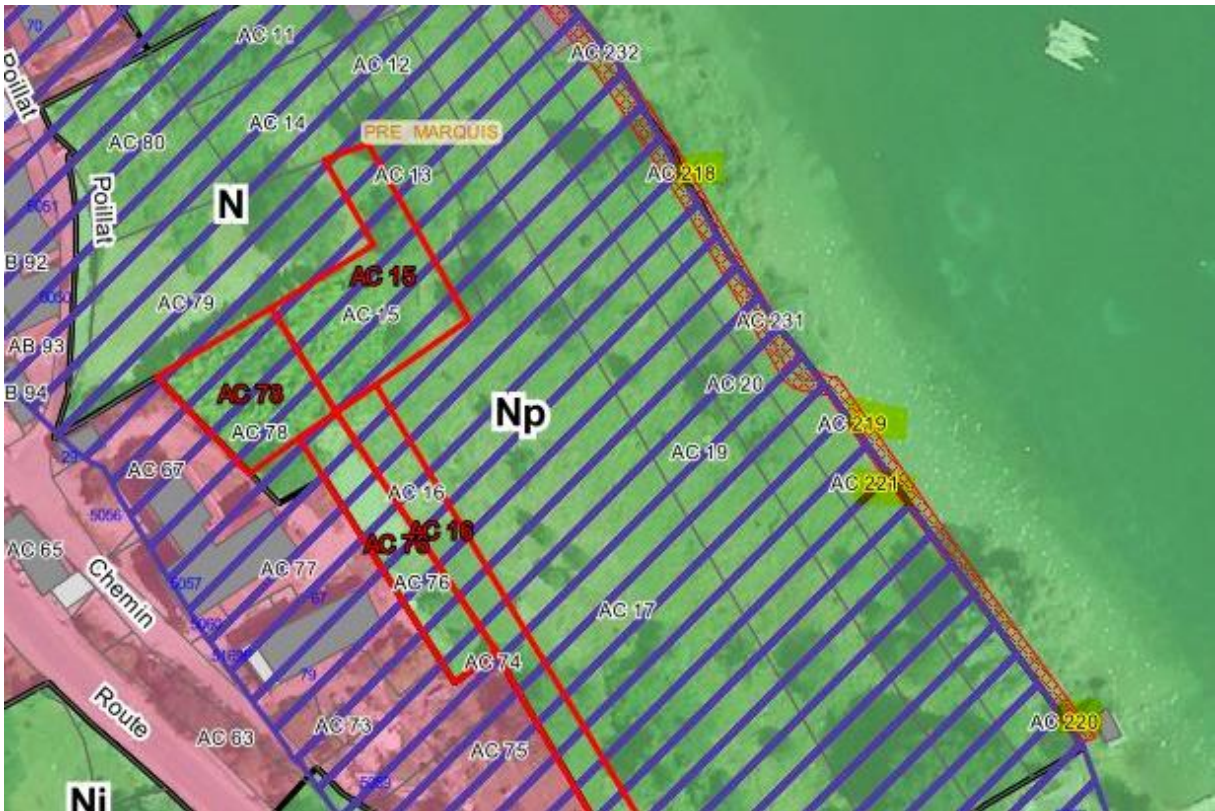 70
AC 11
AC 232
Poillat
AC 12
AC 14
PRE MARQUIS
AC 80
AC 13
AC 218
Poillat
N
5051
B 92
AC 15
AC 79
AC 15
AC 231
AB 93
AC 20
B 94
AC 78
Np
AC 219
AC 78
AC 19
AC 67
AC 221
AC 16
5056
AC 16
AC 65
AC 77
AC 76
Chemin
5057
67
AC 17
AC 74
79
Route
AC 63
AC 73
AC 75
AC 220